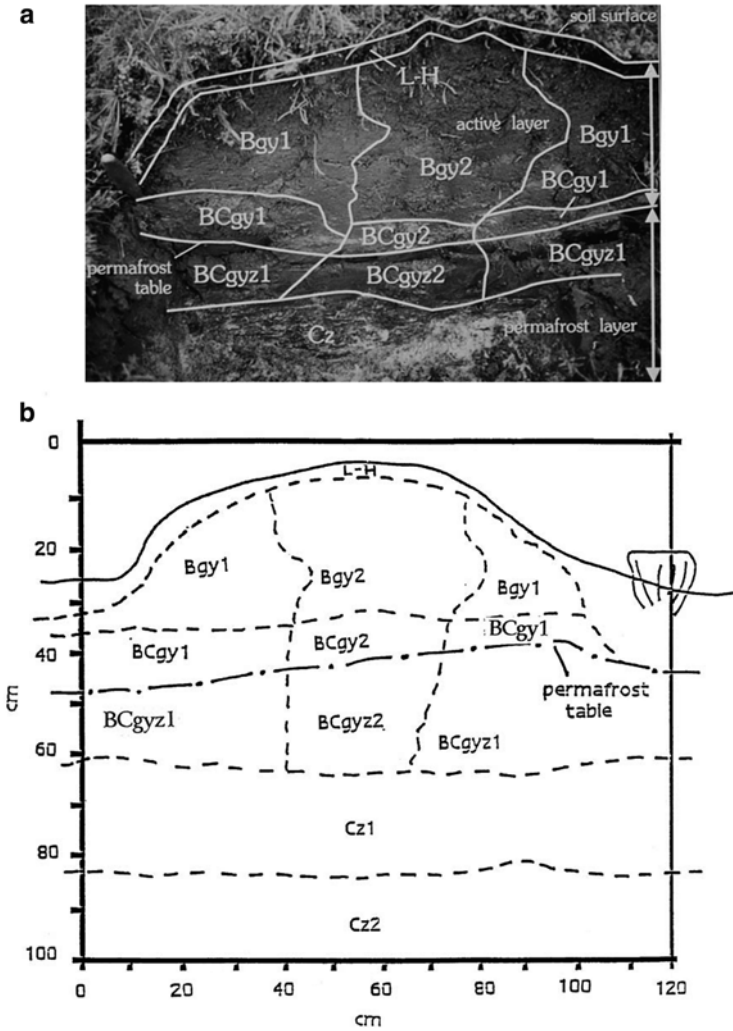 a
soil surface
L-H
active layer
Bgy1
Bgy2
Bgy1
BCgy1
BCgy1
BCgy2
permafrost
table
BCgyz1
BCgyz2
BCgyz1
Cz
permafrost layer
b
0
20
40
60
80
100
cm
L-H
Bgy1
Bgy2
Bgy1
BCgy1
BCgy2
BCgy1
permafrost
table
BCgyz1
BCgyz2
BCgyz1
Cz1
Cz2
0
20
40
60
80
100
120
cm